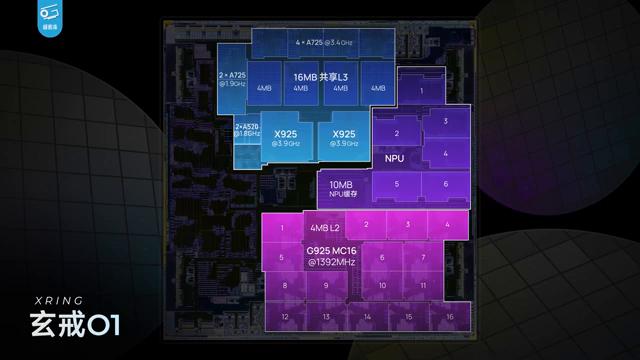 极客湾
4×A725 @3.4GHz
2×A725
@1.9GHz
16MB 共享L3
4MB
4MB
4MB
4MB
2×A520
@1.8GHz
X925
@3.9GHz
X925
@3.9GHz
1
2
3
4
NPU
5
6
10MB
NPU缓存
1
4MB L2
2
3
4
5
G925 MC16
@1392MHz
6
7
8
9
10
11
12
13
14
15
16
XRING
玄戒O1